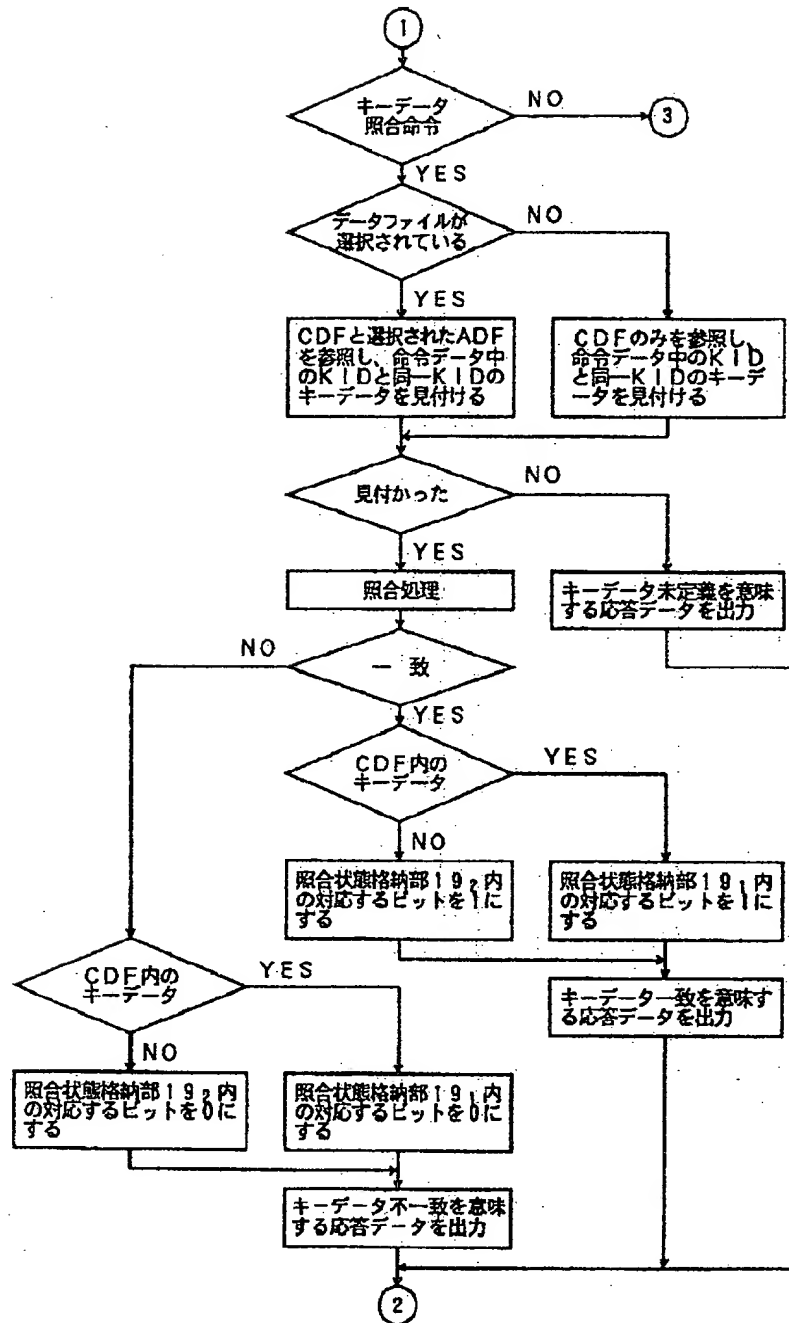 1
キーデータ
照合命令
NO
3
YES
データファイルが
選択されている
NO
YES
CDFと選択されたADF
を参照し、命令データ中
のKIDと同一KIDの
キーデータを見付ける
CDFのみを参照し、
命令データ中のKID
と同一KIDのキーデ
ータを見付ける
見付かった
NO
YES
照合処理
キーデータ未定義を意味
する応答データを出力
NO
一 致
YES
CDF内の
キーデータ
YES
NO
照合状態格納部19₂内
の対応するビットを1に
する
照合状態格納部19₁内
の対応するビットを1に
する
CDF内の
キーデータ
YES
キーデータ一致を意味す
る応答データを出力
NO
照合状態格納部19₂内
の対応するビットを0に
する
照合状態格納部19₁内
の対応するビットを0に
する
キーデータ不一致を意味
する応答データを出力
2